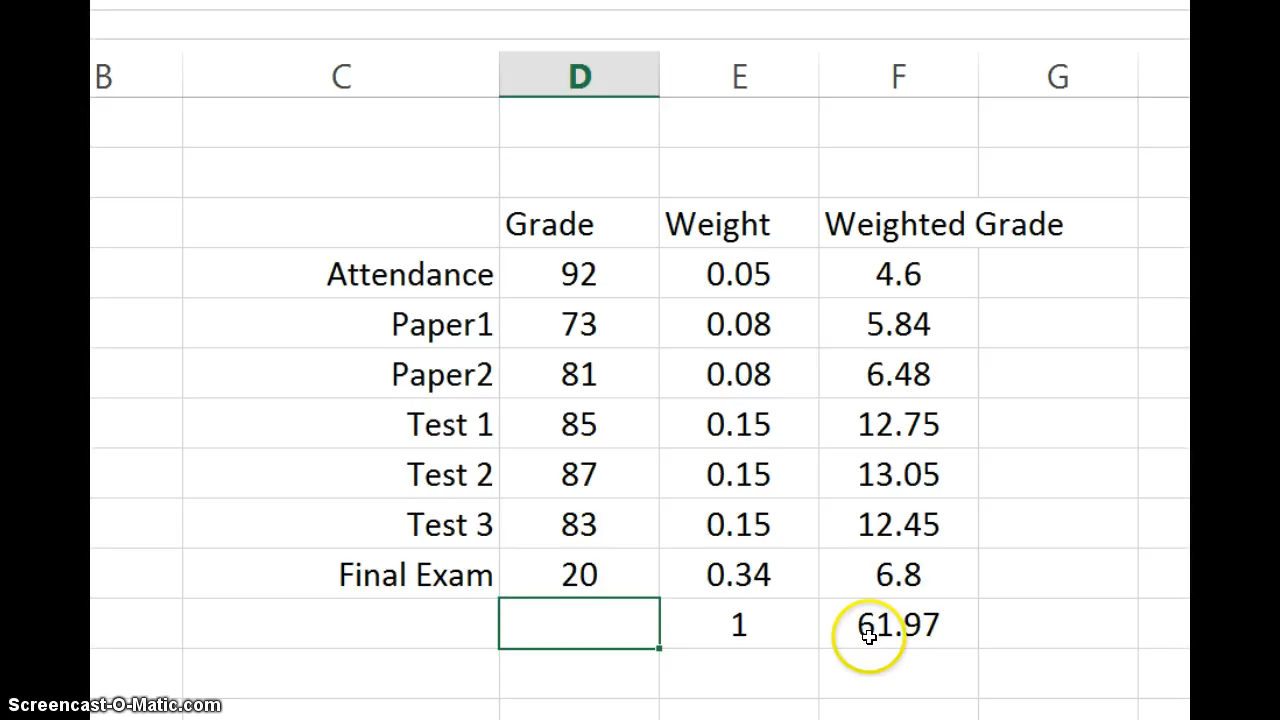 B C D E F G
Grade Weight Weighted Grade
Attendance 92 0.05 4.6
Paper1 73 0.08 5.84
Paper2 81 0.08 6.48
Test 1 85 0.15 12.75
Test 2 87 0.15 13.05
Test 3 83 0.15 12.45
Final Exam 20 0.34 6.8
1 61.97
Screencast-O-Matic.com